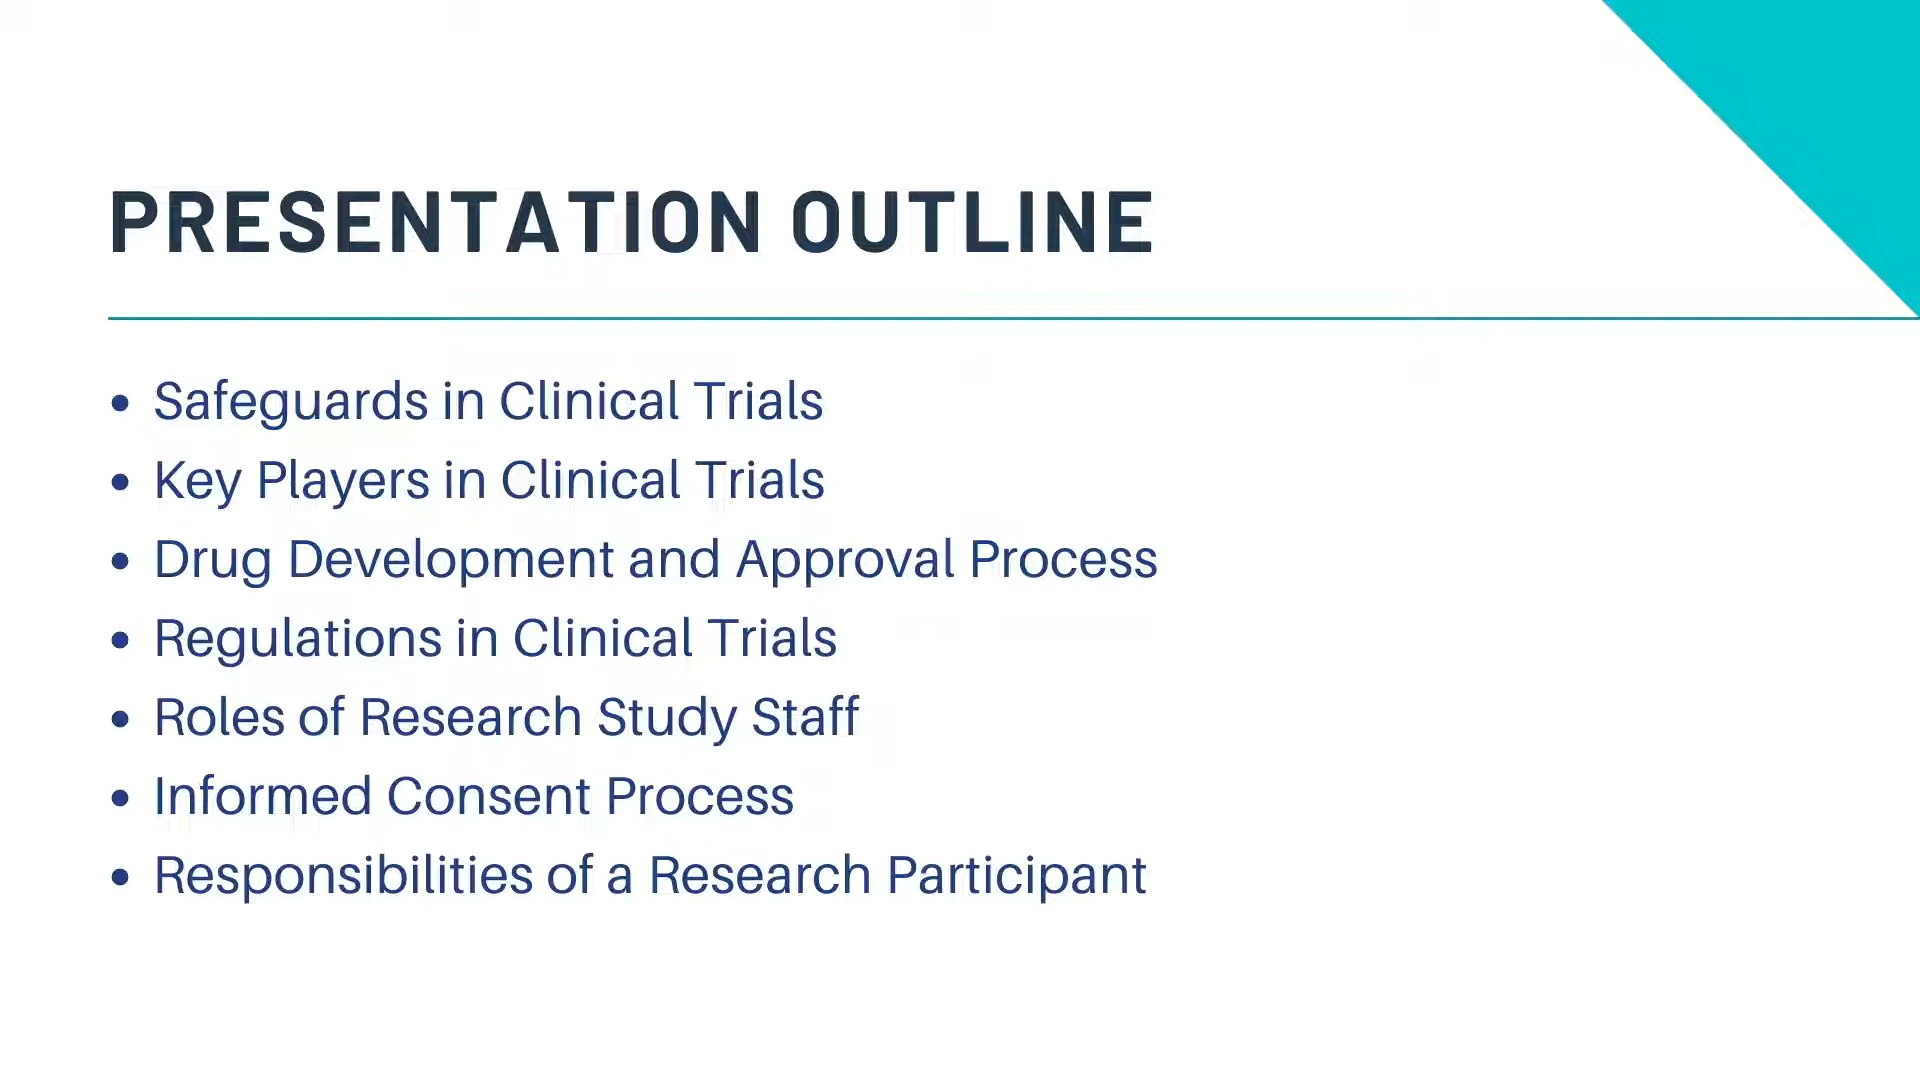 PRESENTATION OUTLINE
• Safeguards in Clinical Trials
• Key Players in Clinical Trials
• Drug Development and Approval Process
• Regulations in Clinical Trials
• Roles of Research Study Staff
• Informed Consent Process
• Responsibilities of a Research Participant